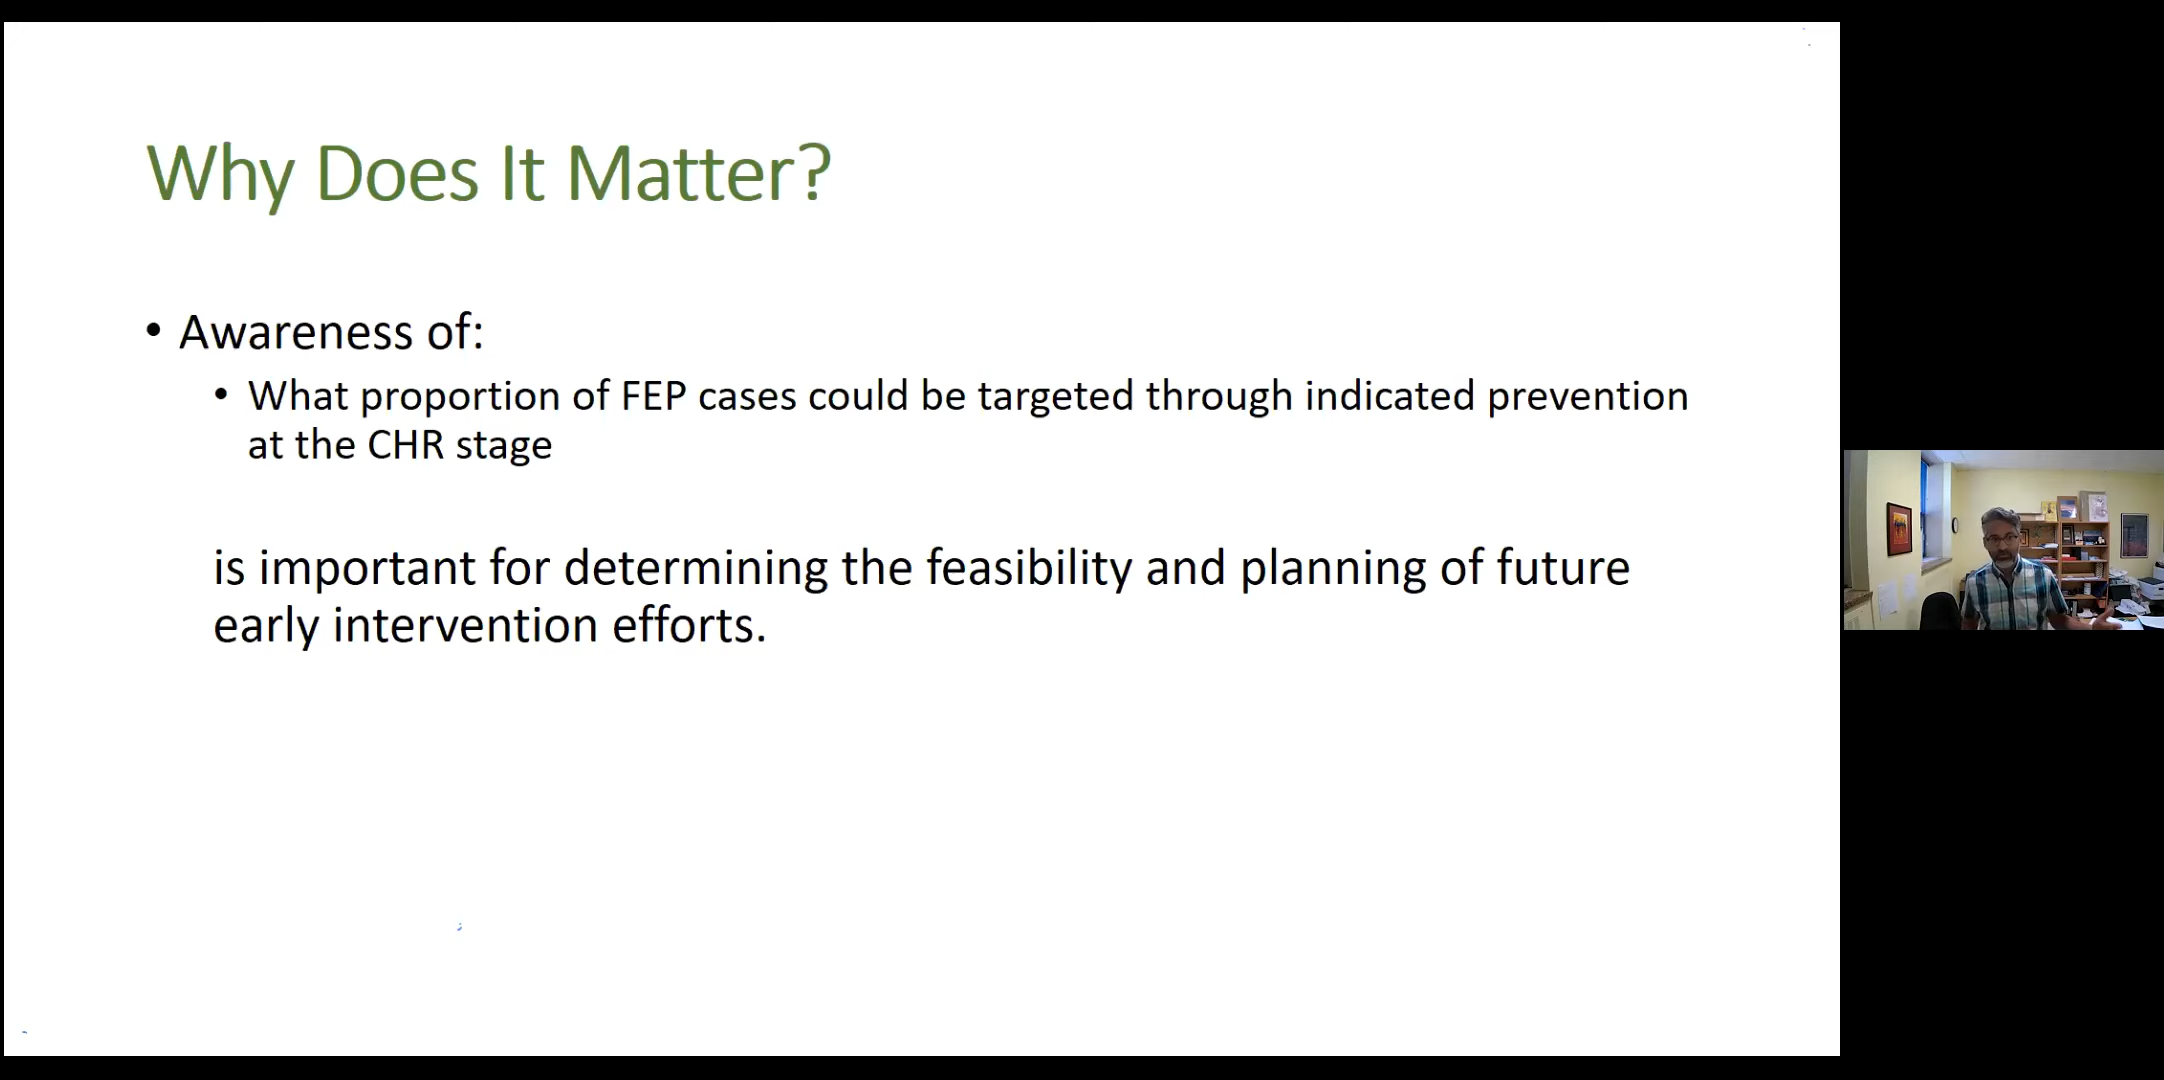 Why Does It Matter?
• Awareness of:
• What proportion of FEP cases could be targeted through indicated prevention
at the CHR stage
is important for determining the feasibility and planning of future
early intervention efforts.